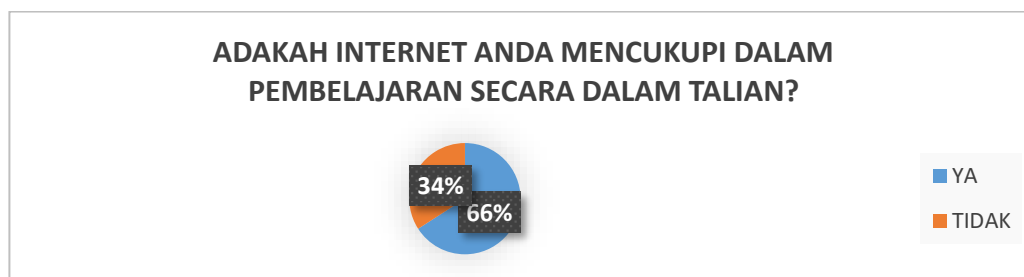 ADAKAH INTERNET ANDA MENCUKUPI DALAM
PEMBELAJARAN SECARA DALAM TALIAN?
34%
66%
YA
TIDAK